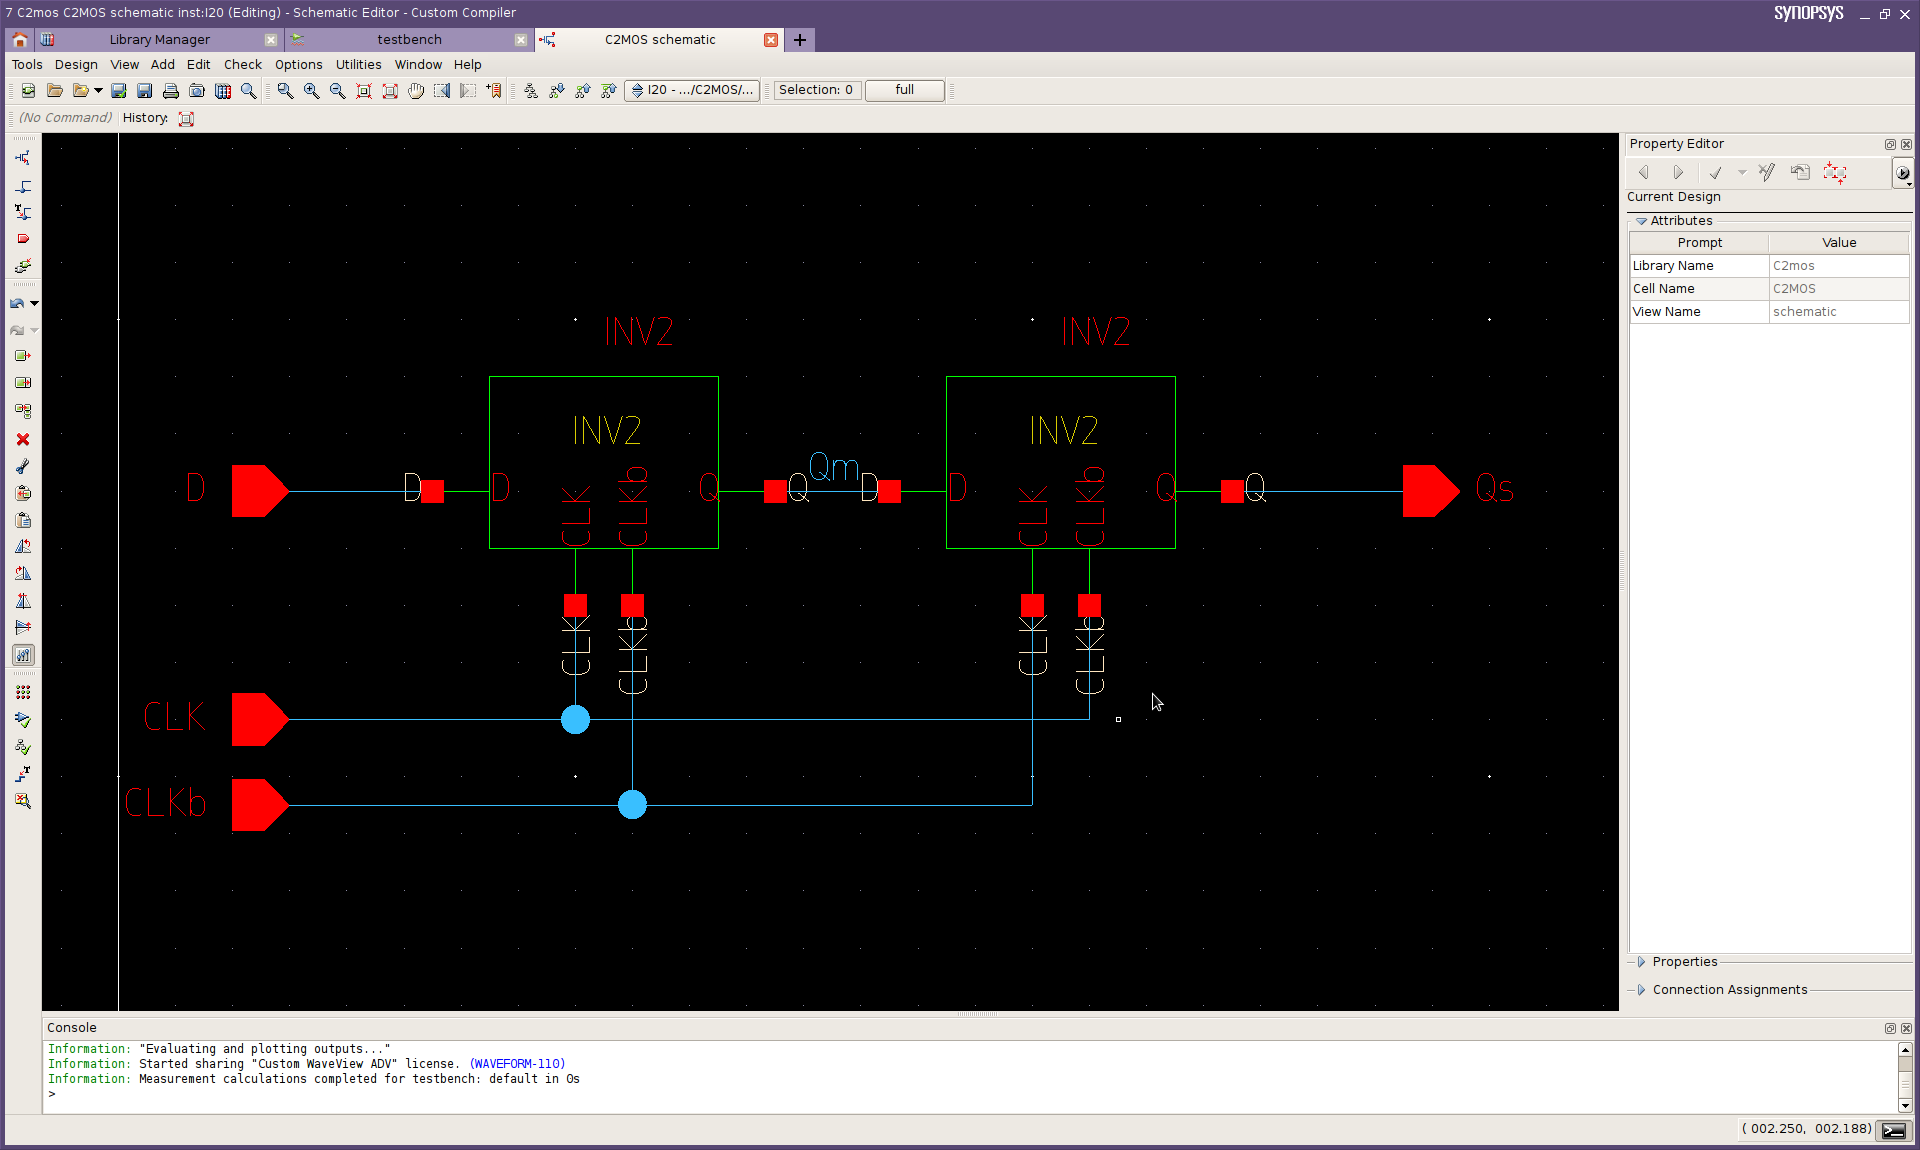 7 C2mos C2MOS schematic inst:I20 (Editing) - Schematic Editor - Custom Compiler
SYNOPSYS
Library Manager
testbench
C2MOS schematic
Tools Design View Add Edit Check Options Utilities Window Help
I20 - .../C2MOS/...
Selection: 0
full
(No Command) History:
INV2
INV2
INV2
INV2
D
D
D
CLK
CLKb
Q
Q
Qm
D
D
CLK
CLKb
Q
Q
Qs
CLK
CLKb
CLK
CLKb
CLK
CLKb
Property Editor
Current Design
Attributes
Prompt Value
Library Name C2mos
Cell Name C2MOS
View Name schematic
Properties
Connection Assignments
Console
Information: "Evaluating and plotting outputs..."
Information: Started sharing "Custom WaveView ADV" license. (WAVEFORM-110)
Information: Measurement calculations completed for testbench: default in 0s
>
( 002.250, 002.188)